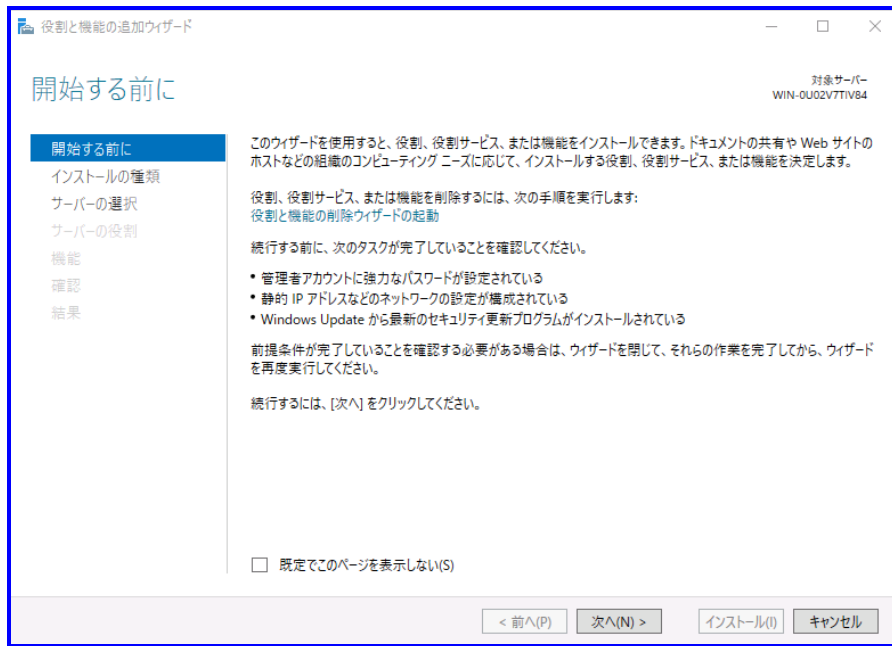 役割と機能の追加ウィザード
開始する前に
対象サーバー
WIN-0U02V7TIV84
開始する前に
インストールの種類
サーバーの選択
サーバーの役割
機能
確認
結果
このウィザードを使用すると、役割、役割サービス、または機能をインストールできます。ドキュメントの共有や Web サイトの
ホストなどの組織のコンピューティング ニーズに応じて、インストールする役割、役割サービス、または機能を決定します。
役割、役割サービス、または機能を削除するには、次の手順を実行します:
役割と機能の削除ウィザードの起動
続行する前に、次のタスクが完了していることを確認してください。
• 管理者アカウントに強力なパスワードが設定されている
• 静的 IP アドレスなどのネットワークの設定が構成されている
• Windows Update から最新のセキュリティ更新プログラムがインストールされている
前提条件が完了していることを確認する必要がある場合は、ウィザードを閉じて、それらの作業を完了してから、ウィザード
を再度実行してください。
続行するには、[次へ] をクリックしてください。
既定でこのページを表示しない(S)
< 前へ(P) 次へ(N) > インストール(I) キャンセル